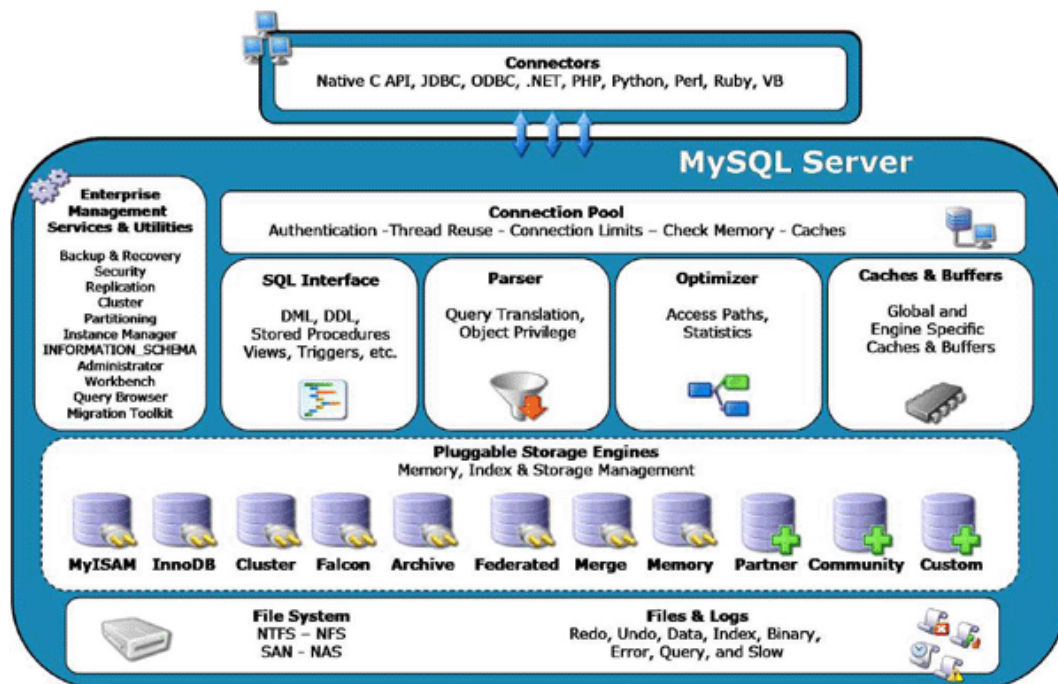 Connectors
Native C API, JDBC, ODBC, .NET, PHP, Python, Perl, Ruby, VB
MySQL Server
Enterprise
Management
Services & Utilities
Backup & Recovery
Security
Replication
Cluster
Partitioning
Instance Manager
INFORMATION_SCHEMA
Administrator
Workbench
Query Browser
Migration Toolkit
Connection Pool
Authentication -Thread Reuse - Connection Limits – Check Memory - Caches
SQL Interface
DML, DDL,
Stored Procedures
Views, Triggers, etc.
Parser
Query Translation,
Object Privilege
Optimizer
Access Paths,
Statistics
Caches & Buffers
Global and
Engine Specific
Caches & Buffers
Pluggable Storage Engines
Memory, Index & Storage Management
MyISAM InnoDB Cluster Falcon Archive Federated Merge Memory Partner Community Custom
File System
NTFS – NFS
SAN – NAS
Files & Logs
Redo, Undo, Data, Index, Binary,
Error, Query, and Slow